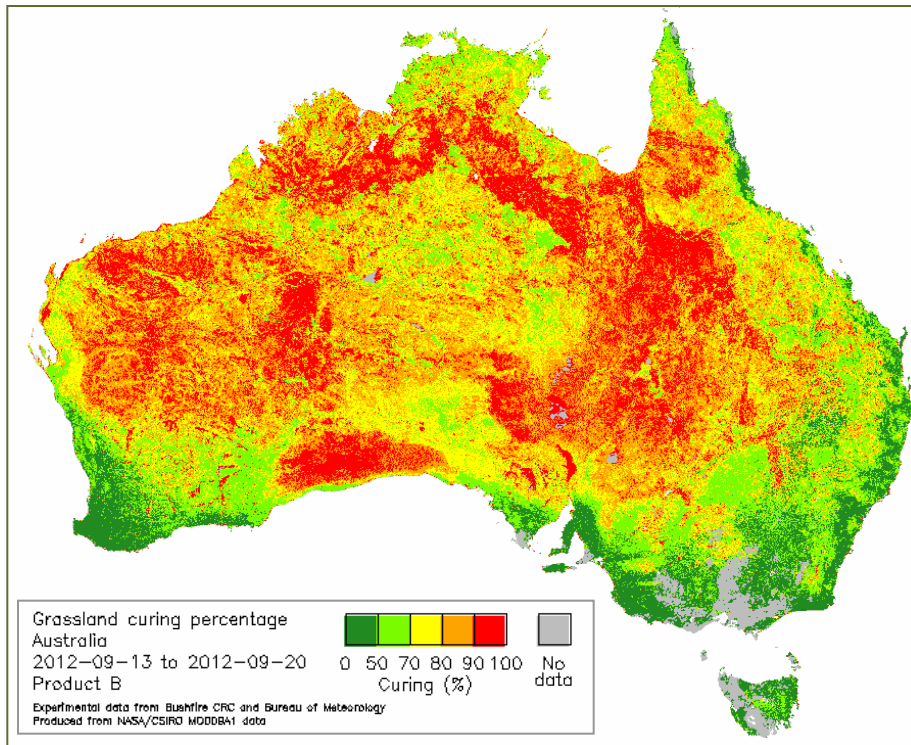 Grassland curing percentage
Australia
2012-09-13 to 2012-09-20
Product B
Experimental data from Bushfire CRC and Bureau of Meteorology
Produced from NASA/CSIRO MODDBA1 data
0 50 70 80 90 100
Curing (%)
No
data